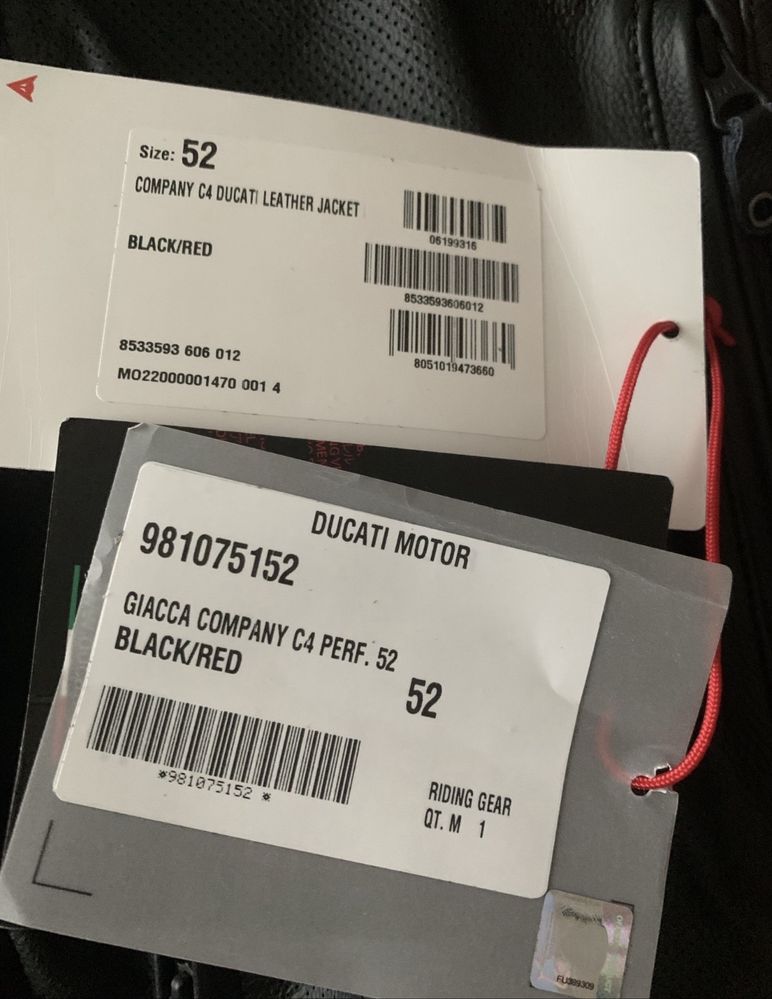 Size: 52
COMPANY C4 DUCATI LEATHER JACKET
BLACK/RED
06199316
8533593606012
8051019473660
8533593 606 012
MO22000001470 001 4
DUCATI MOTOR
981075152
GIACCA COMPANY C4 PERF. 52
BLACK/RED
52
*981075152 *
RIDING GEAR
QT. M 1
FU389309